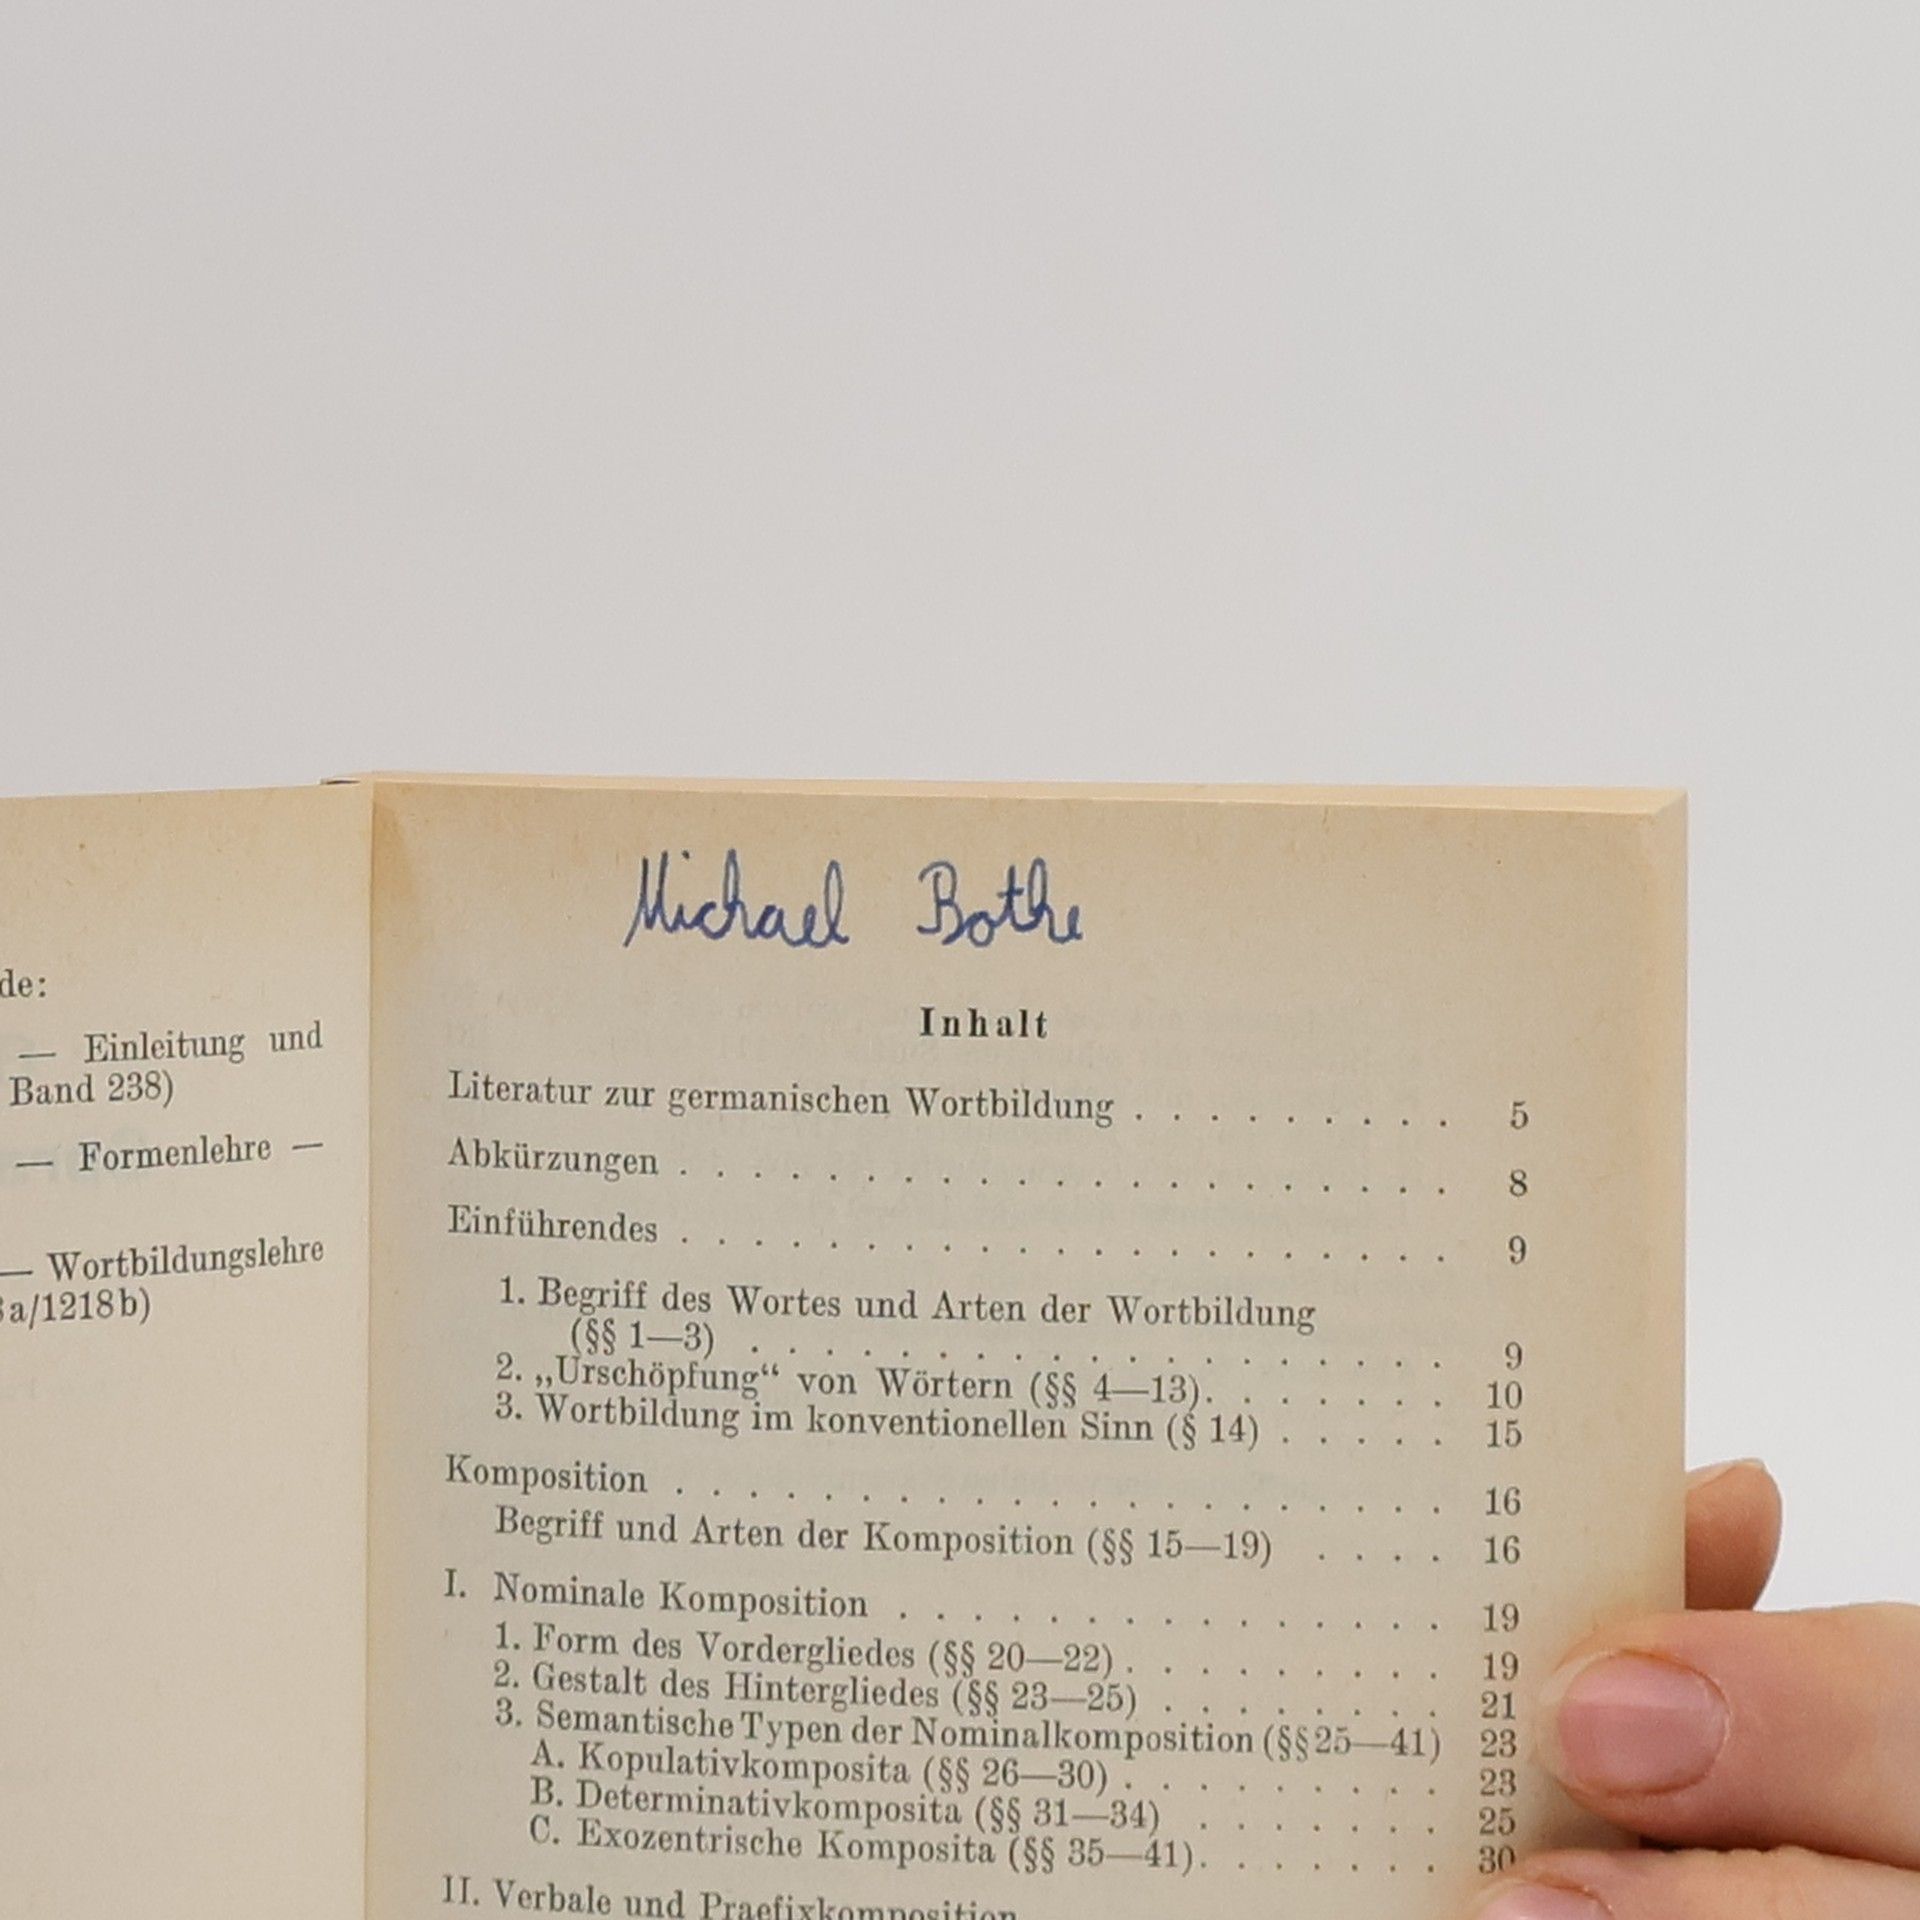 de:
— Einleitung und
Band 238)
— Formenlehre —
— Wortbildungslehre
a/1218b)
Michael Bothe
Inhalt
Literatur zur germanischen Wortbildung . . . . . . . . . 5
Abkürzungen . . . . . . . . . . . . . . . . . . . . . 8
Einführendes . . . . . . . . . . . . . . . . . . . . . 9
1. Begriff des Wortes und Arten der Wortbildung
(§§ 1—3) . . . . . . . . . . . . . . . . . . . 9
2. „Urschöpfung“ von Wörtern (§§ 4—13). . . . . . . 10
3. Wortbildung im konventionellen Sinn (§ 14) . . . . . 15
Komposition . . . . . . . . . . . . . . . . . . . . . 16
Begriff und Arten der Komposition (§§ 15—19) . . . . 16
I. Nominale Komposition . . . . . . . . . . . . . . . 19
1. Form des Vordergliedes (§§ 20—22) . . . . . . . . . 19
2. Gestalt des Hintergliedes (§§ 23—25) . . . . . . . . 21
3. Semantische Typen der Nominalkomposition (§§ 25—41) 23
A. Kopulativkomposita (§§ 26—30) . . . . . . . . . 23
B. Determinativkomposita (§§ 31—34) . . . . . . . 25
C. Exozentrische Komposita (§§ 35—41). . . . . . . 30
II. Verbale und Praefixkomposition